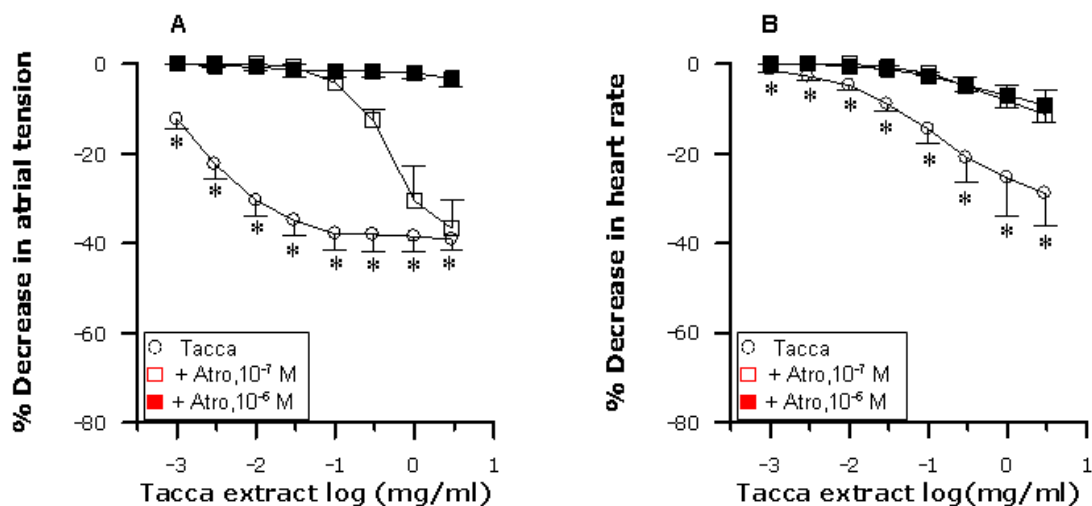 A
% Decrease in atrial tension
0
-20
-40
-60
-80
Tacca
+ Atro,10⁻⁷ M
+ Atro,10⁻⁶ M
-3 -2 -1 0 1
Tacca extract log (mg/ml)
B
% Decrease in heart rate
0
-20
-40
-60
-80
Tacca
+ Atro,10⁻⁷ M
+ Atro,10⁻⁶ M
-3 -2 -1 0 1
Tacca extract log(mg/ml)